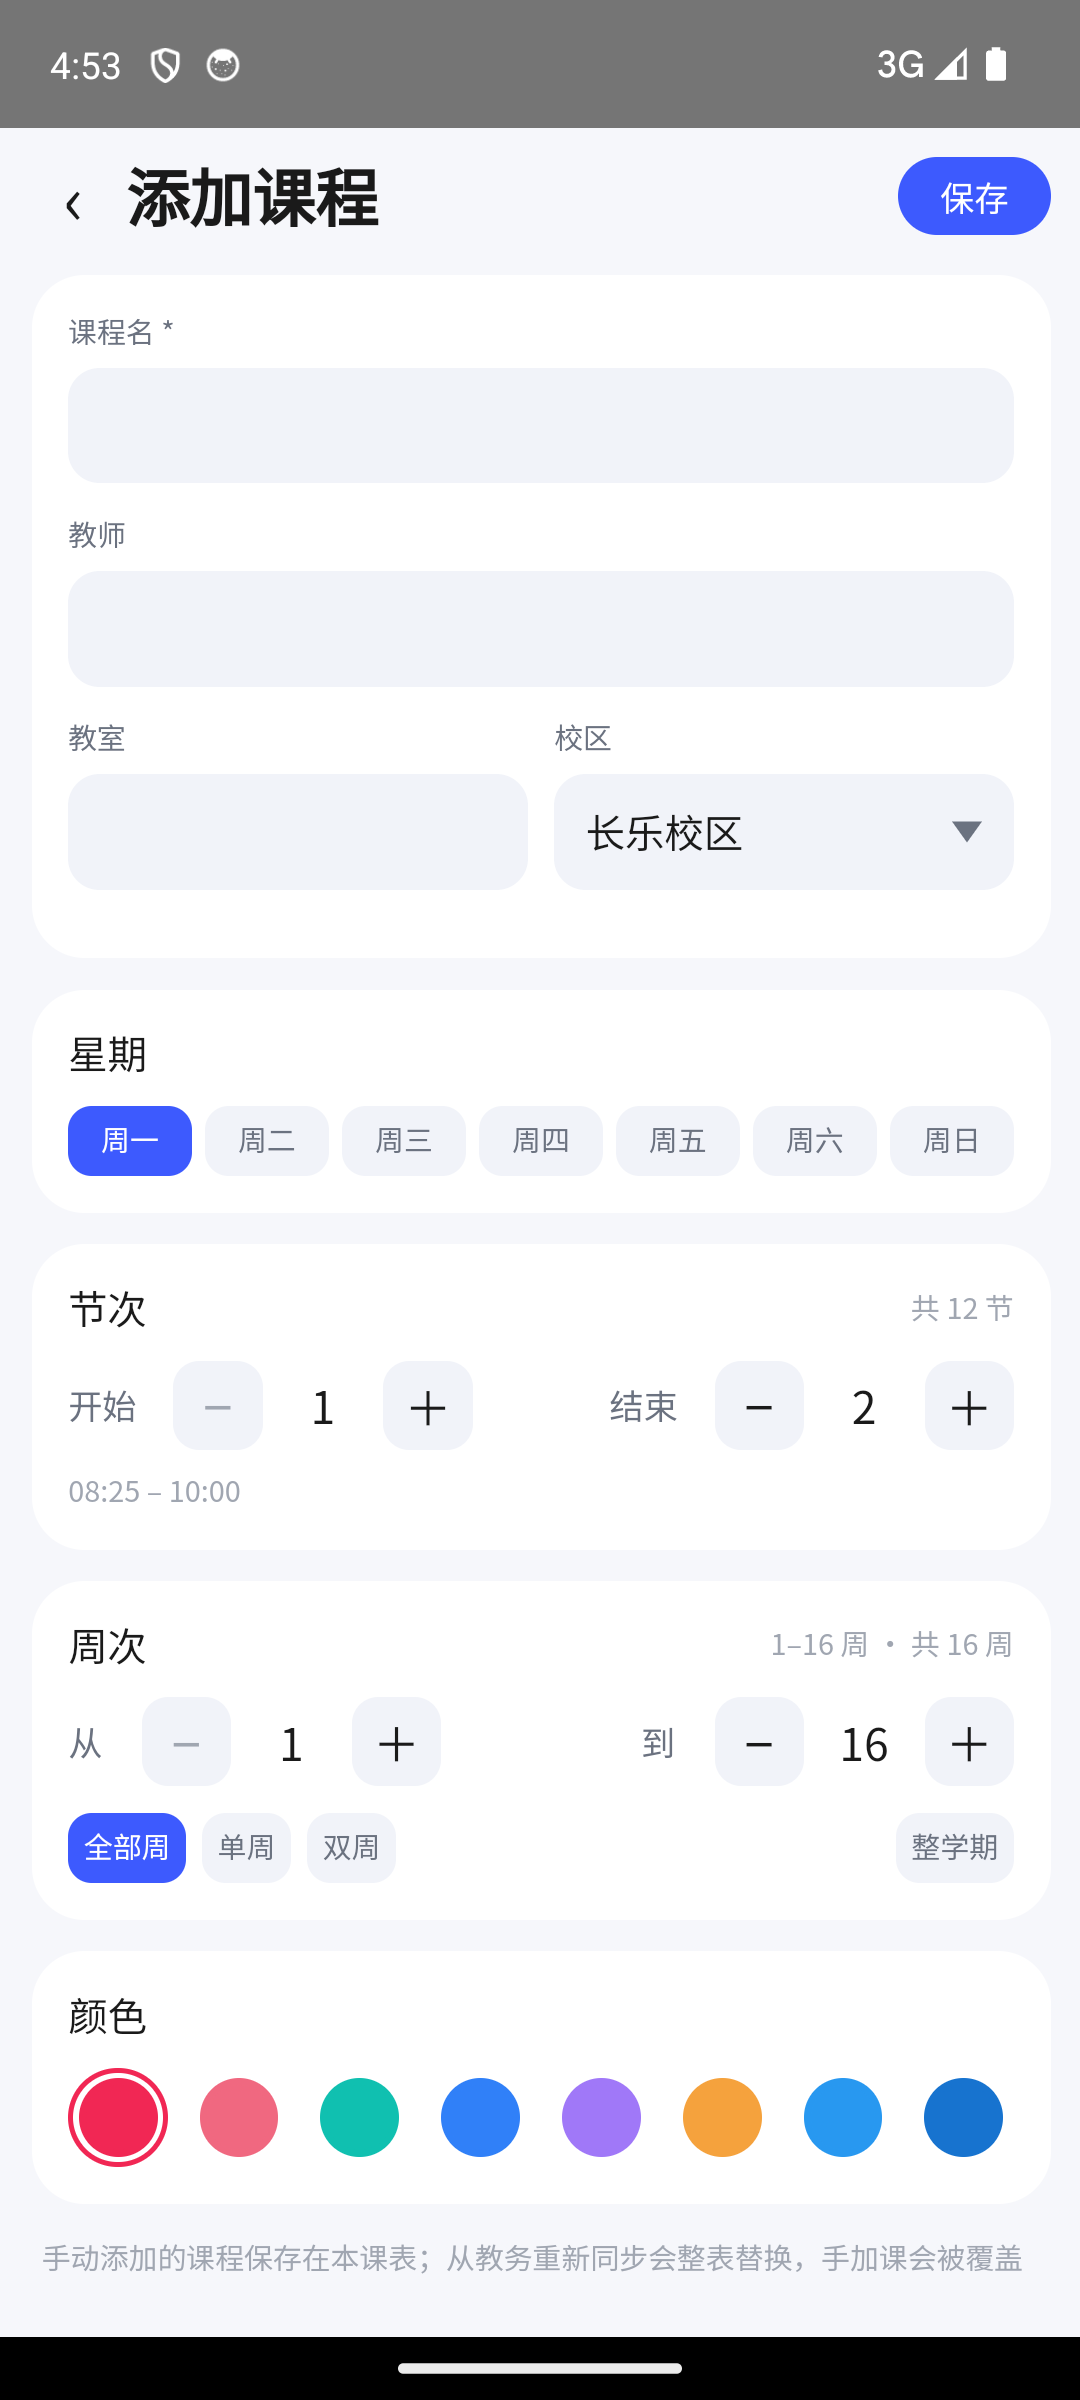 4:53
3G
‹ 添加课程
保存
课程名 *
教师
教室
校区
长乐校区
星期
周一 周二 周三 周四 周五 周六 周日
节次
共 12 节
开始 − 1 + 结束 − 2 +
08:25 – 10:00
周次
1–16 周 · 共 16 周
从 − 1 + 到 − 16 +
全部周 单周 双周 整学期
颜色
手动添加的课程保存在本课表；从教务重新同步会整表替换，手加课会被覆盖